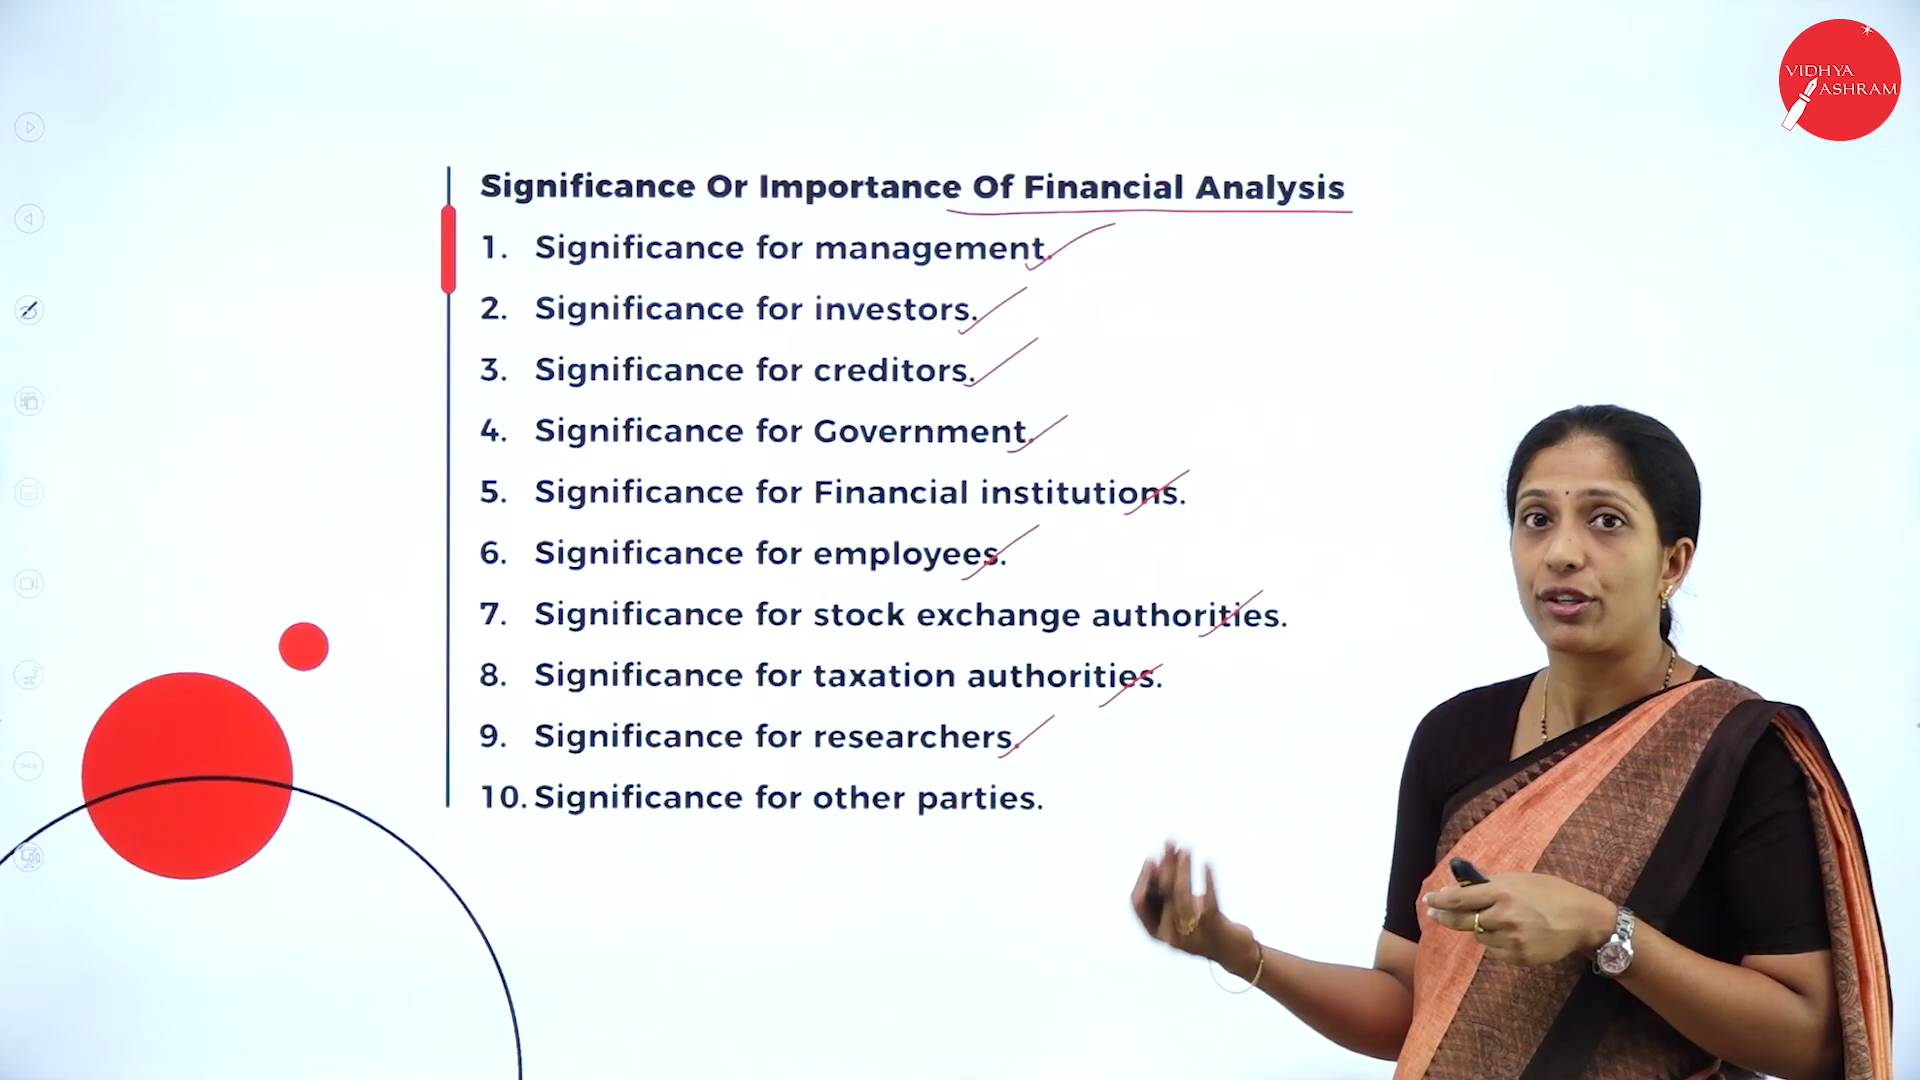 VIDHYA
ASHRAM
Significance Or Importance Of Financial Analysis
1. Significance for management.
2. Significance for investors.
3. Significance for creditors.
4. Significance for Government.
5. Significance for Financial institutions.
6. Significance for employees.
7. Significance for stock exchange authorities.
8. Significance for taxation authorities.
9. Significance for researchers.
10. Significance for other parties.